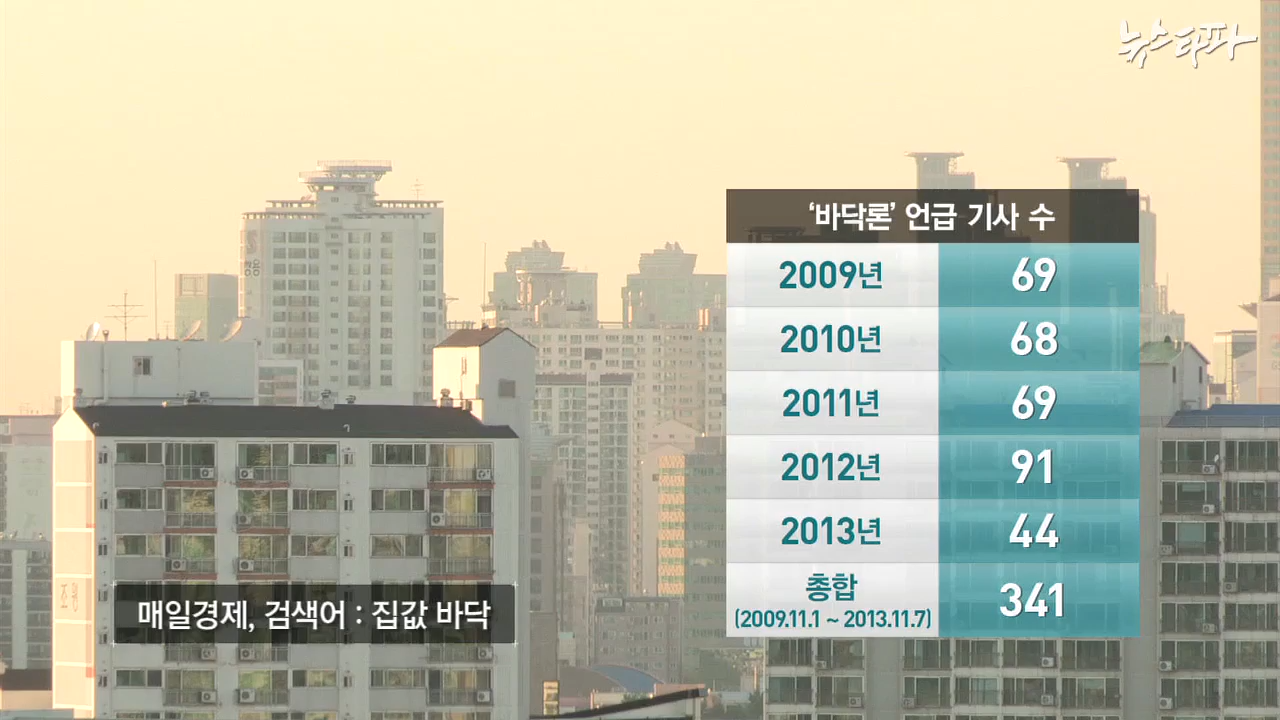 뉴스타파
'바닥론' 언급 기사 수
2009년 69
2010년 68
2011년 69
2012년 91
2013년 44
총합
(2009.11.1 ~ 2013.11.7) 341
매일경제, 검색어 : 집값 바닥